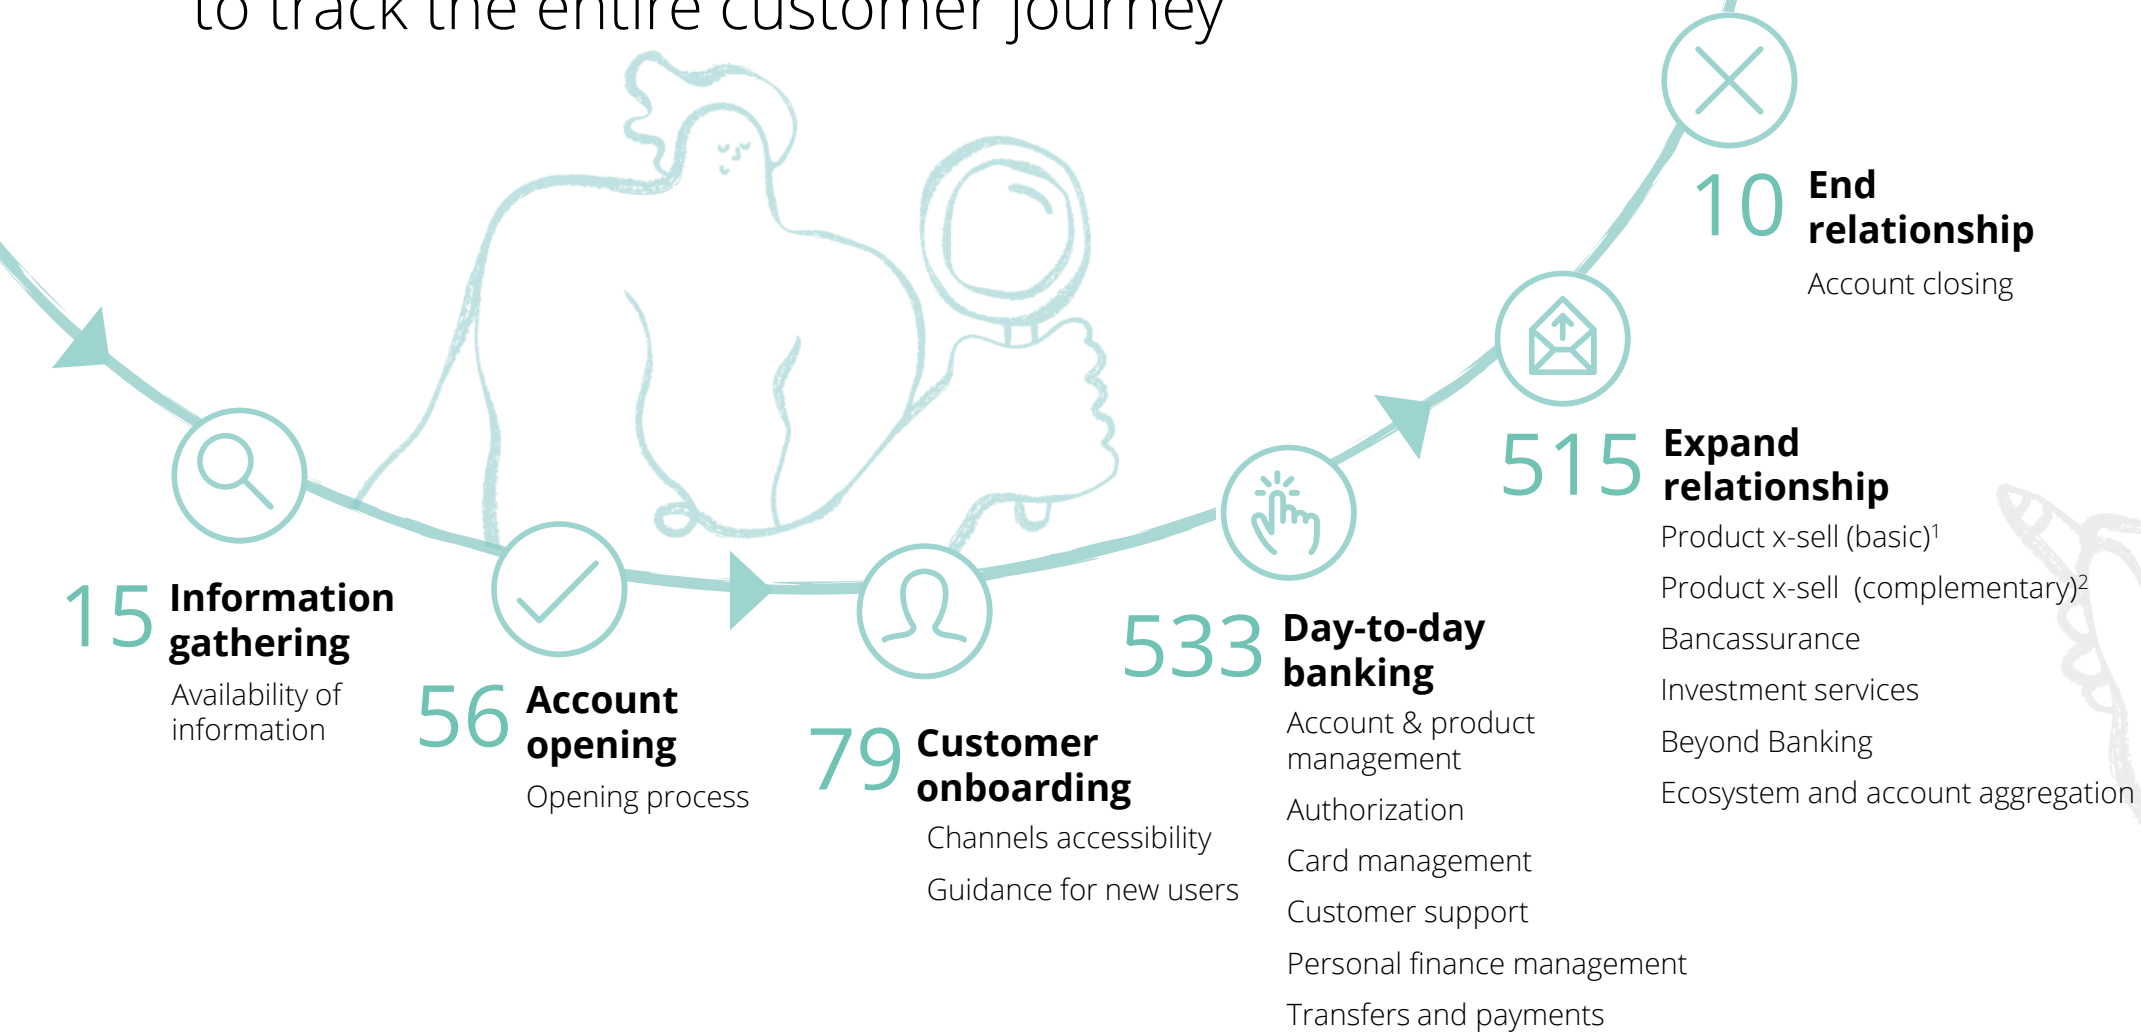 to track the entire customer journey
15
Information
gathering
Availability of
information
56
Account
opening
Opening process
79
Customer
onboarding
Channels accessibility
Guidance for new users
533
Day-to-day
banking
Account & product
management
Authorization
Card management
Customer support
Personal finance management
Transfers and payments
515
Expand
relationship
Product x-sell (basic)¹
Product x-sell (complementary)²
Bancassurance
Investment services
Beyond Banking
Ecosystem and account aggregation
10
End
relationship
Account closing